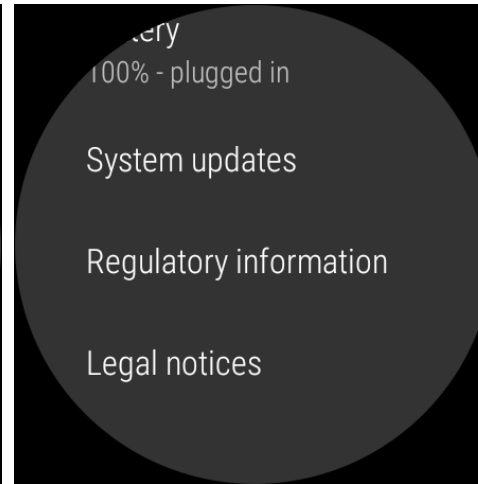 100% - plugged in
System updates
Regulatory information
Legal notices